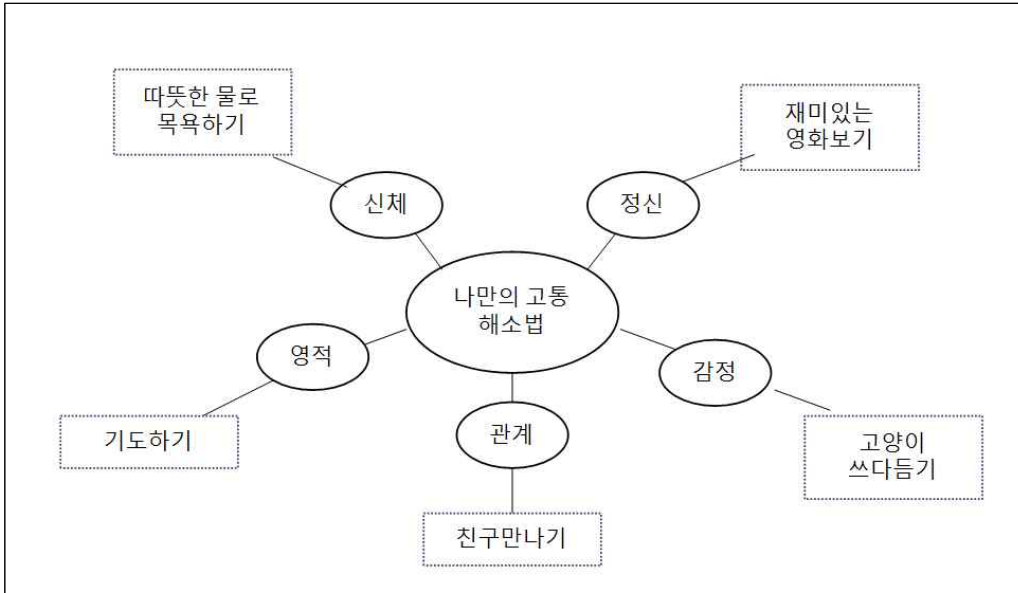 따뜻한 물로
목욕하기
재미있는
영화보기
신체
정신
나만의 고통
해소법
영적
감정
기도하기
관계
고양이
쓰다듬기
친구만나기